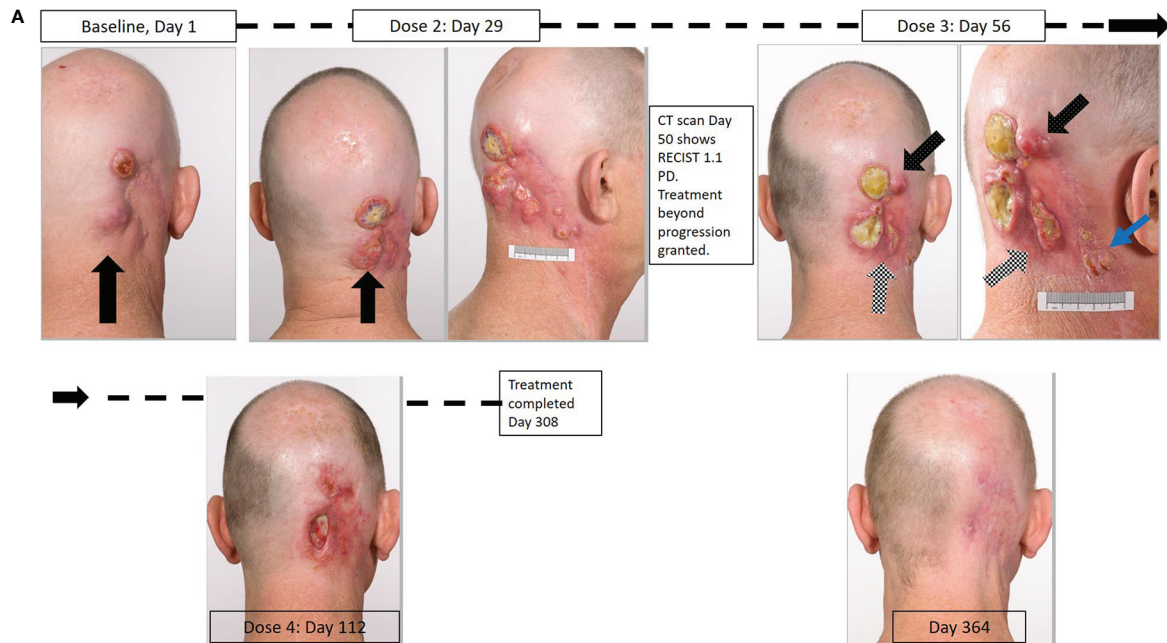 A
Baseline, Day 1
Dose 2: Day 29
Dose 3: Day 56
CT scan Day
50 shows
RECIST 1.1
PD.
Treatment
beyond
progression
granted.
Treatment
completed
Day 308
Dose 4: Day 112
Day 364